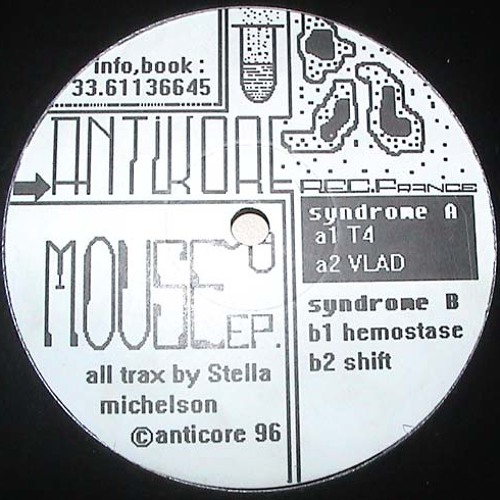 info,book :
33.61136645
ANTiKORE
REC.FRANCE
MOUSE EP.
all trax by Stella
michelson
©anticore 96
syndrome A
a1 T4
a2 VLAD
syndrome B
b1 hemostase
b2 shift